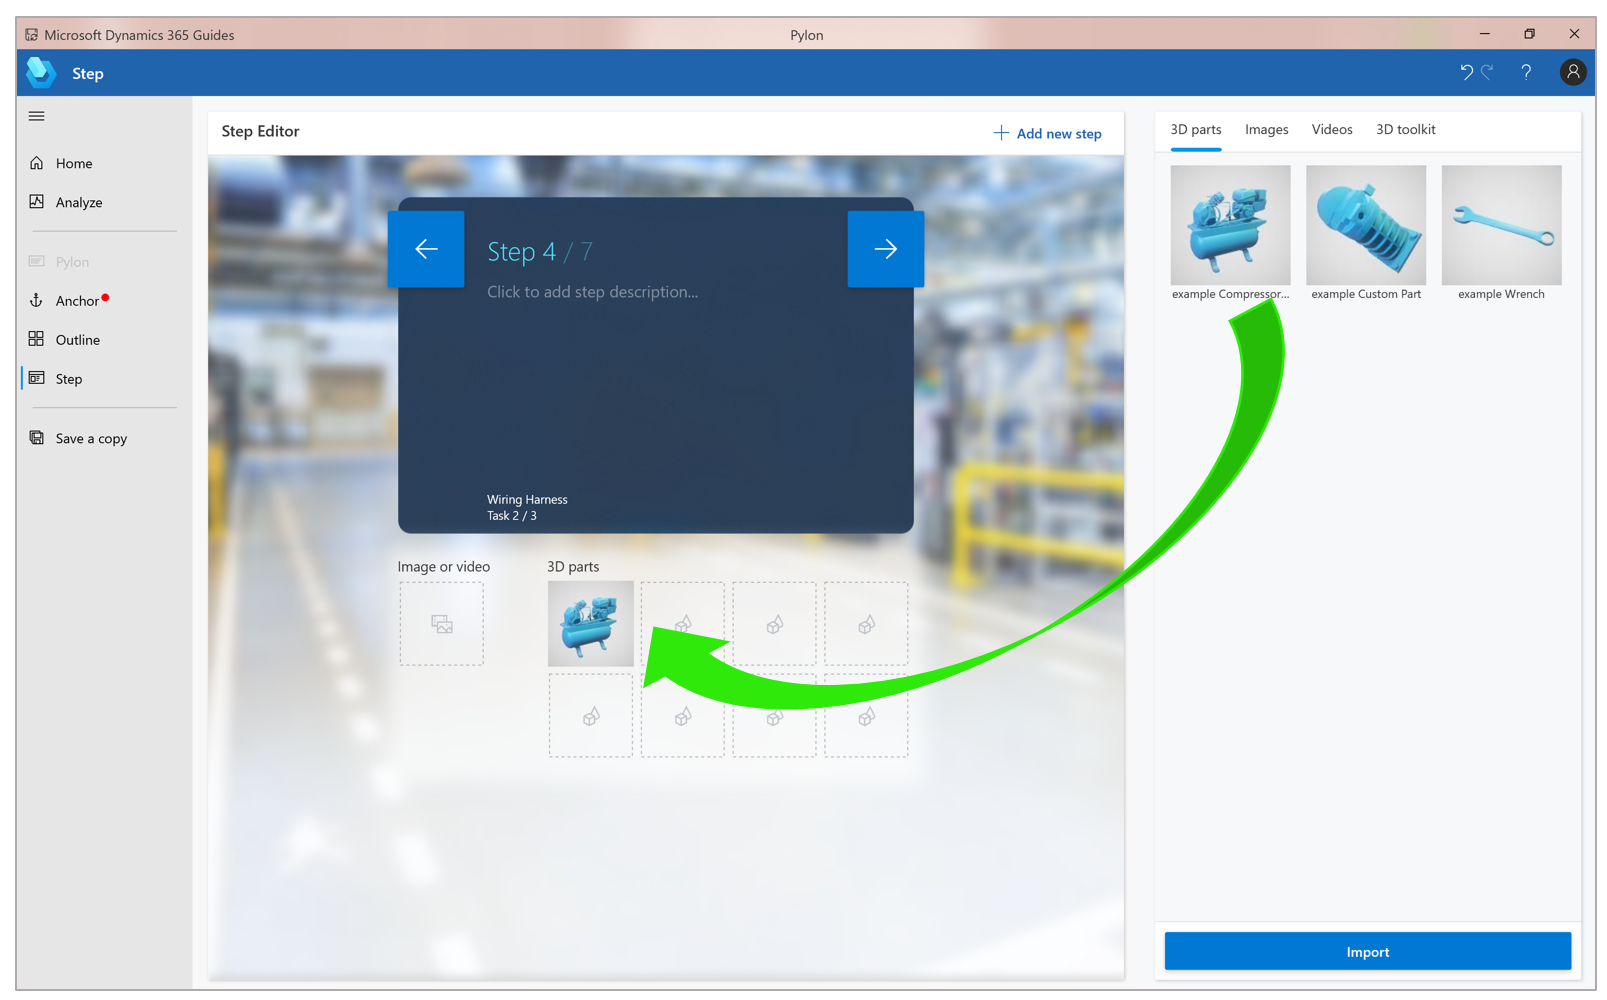 Microsoft Dynamics 365 Guides
Pylon
Step
?
Home
Analyze
Pylon
Anchor
Outline
Step
Save a copy
Step Editor
Add new step
Step 4 / 7
Click to add step description...
Wiring Harness
Task 2 / 3
Image or video
3D parts
3D parts Images Videos 3D toolkit
example Compressor...
example Custom Part
example Wrench
Import